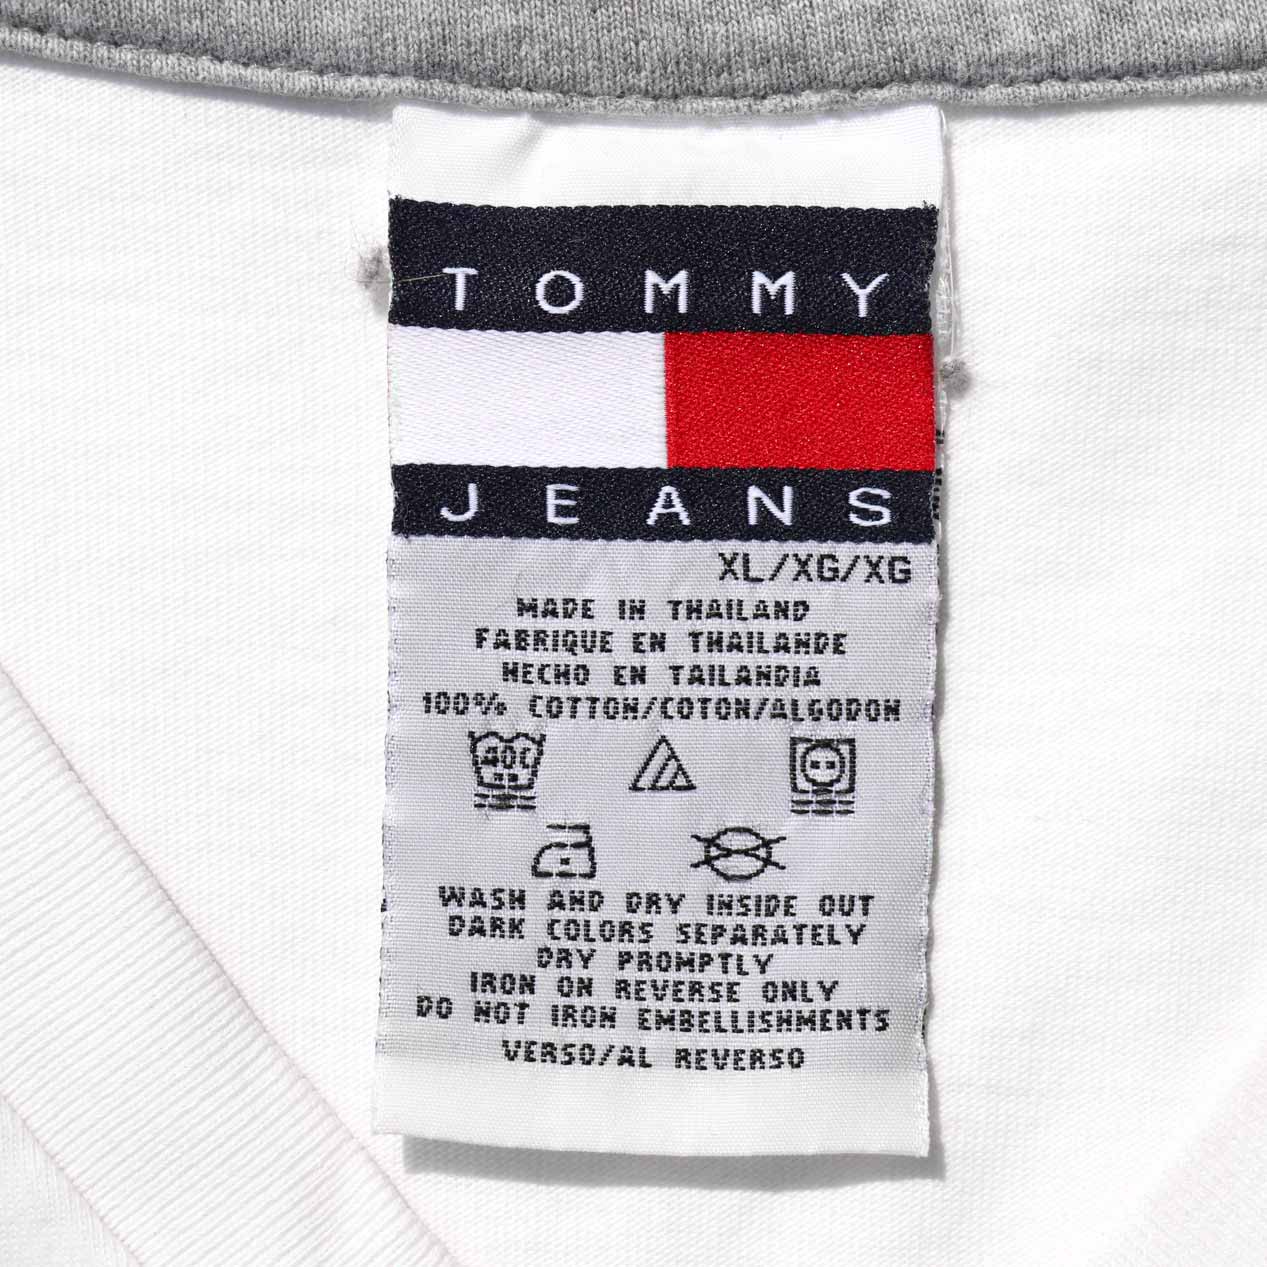 TOMMY
JEANS
XL/XG/XG
MADE IN THAILAND
FABRIQUE EN THAILANDE
HECHO EN TAILANDIA
100% COTTON/COTON/ALGODON
40C
WASH AND DRY INSIDE OUT
DARK COLORS SEPARATELY
DRY PROMPTLY
IRON ON REVERSE ONLY
DO NOT IRON EMBELLISHMENTS
VERSO/AL REVERSO